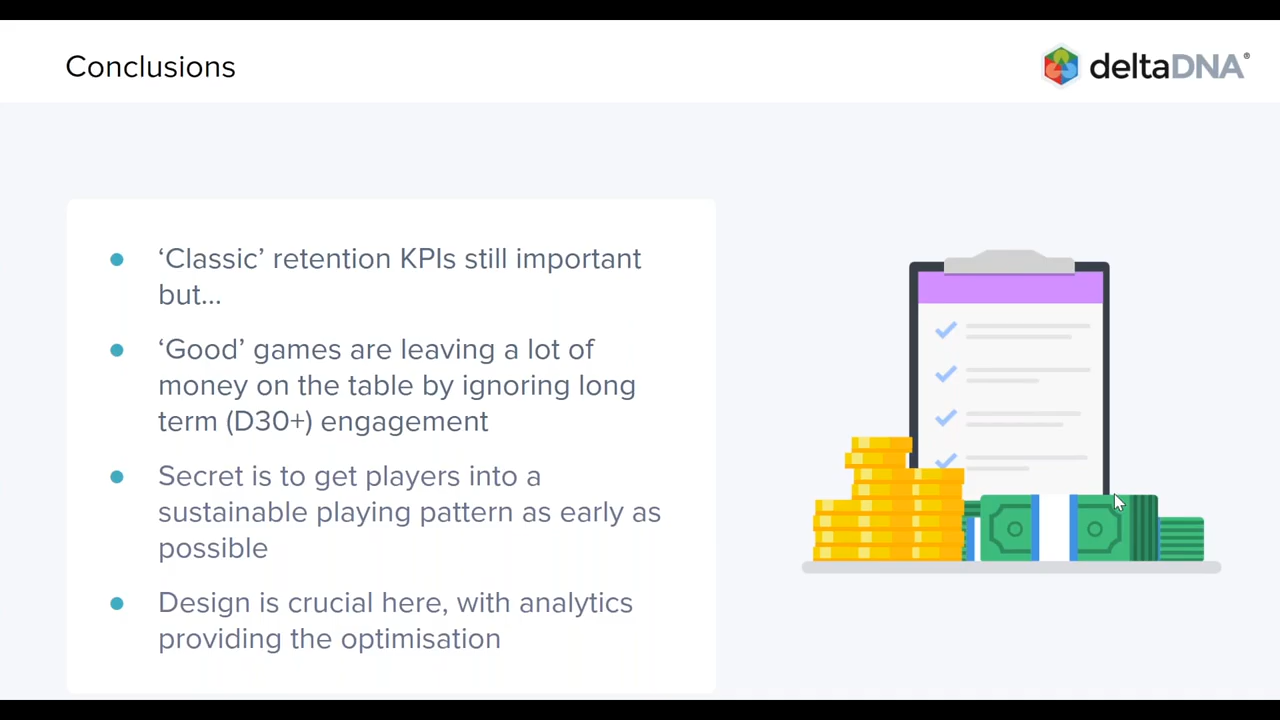 Conclusions
deltaDNA®
‘Classic’ retention KPIs still important
but...
‘Good’ games are leaving a lot of
money on the table by ignoring long
term (D30+) engagement
Secret is to get players into a
sustainable playing pattern as early as
possible
Design is crucial here, with analytics
providing the optimisation